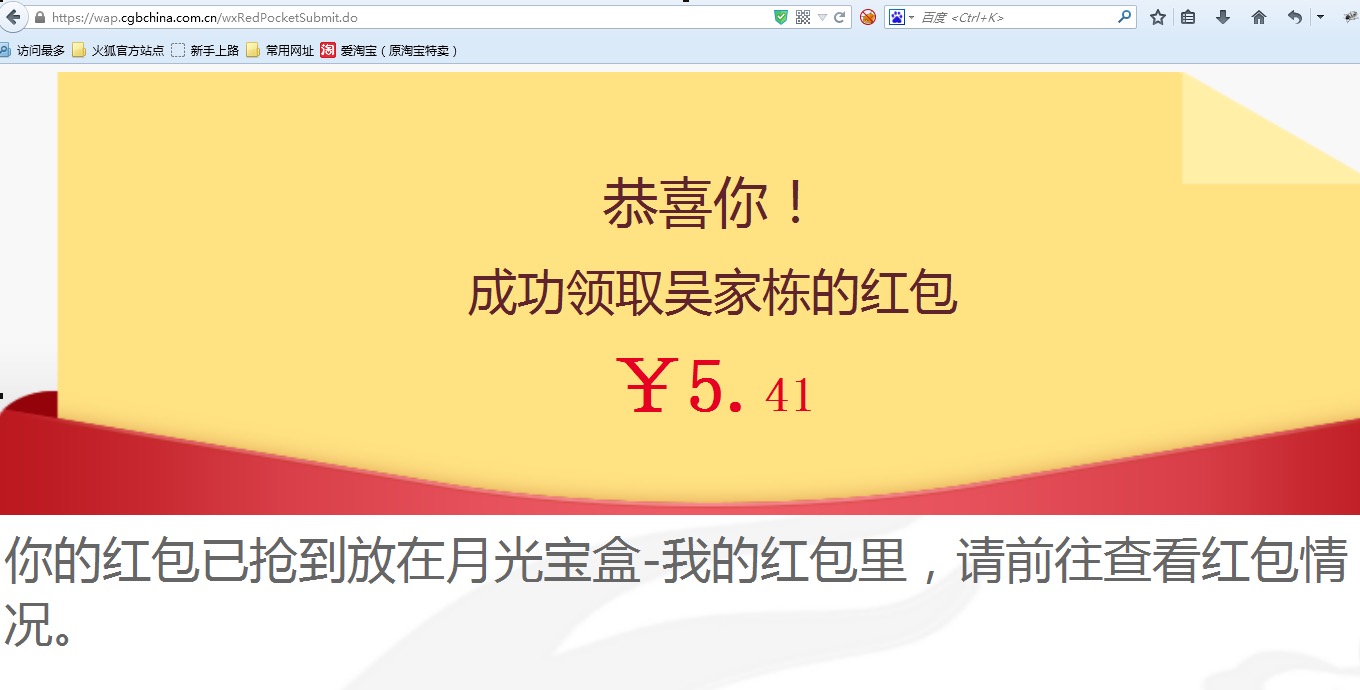 https://wap.cgbchina.com.cn/wxRedPocketSubmit.do
百度 <Ctrl+K>
访问最多 火狐官方站点 新手上路 常用网址 淘 爱淘宝（原淘宝特卖）
恭喜你！
成功领取吴家栋的红包
￥5.41
你的红包已抢到放在月光宝盒-我的红包里，请前往查看红包情
况。